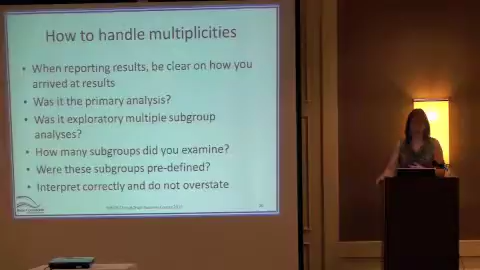 How to handle multiplicities
• When reporting results, be clear on how you
arrived at results
• Was it the primary analysis?
• Was it exploratory multiple subgroup
analyses?
• How many subgroups did you examine?
• Were these subgroups pre-defined?
• Interpret correctly and do not overstate